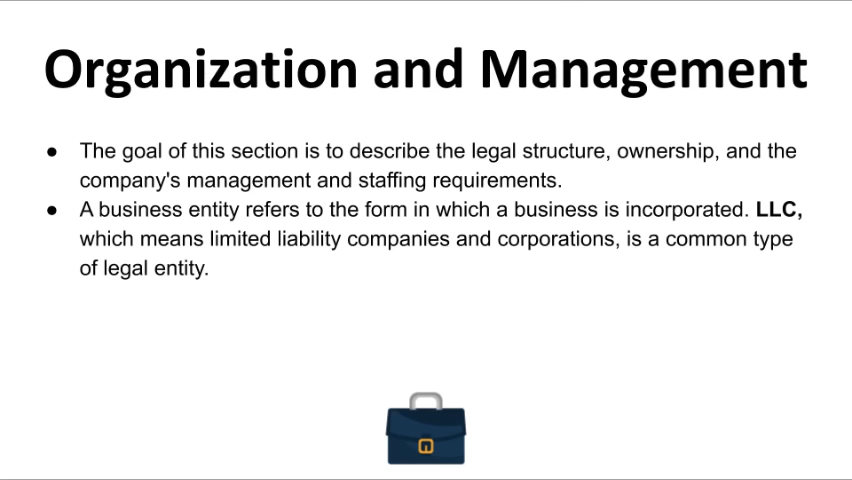 Organization and Management
● The goal of this section is to describe the legal structure, ownership, and the
company's management and staffing requirements.
● A business entity refers to the form in which a business is incorporated. LLC,
which means limited liability companies and corporations, is a common type
of legal entity.